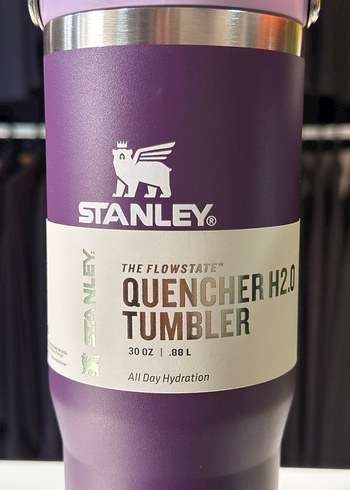 STANLEY®
STANLEY.
THE FLOWSTATE™
QUENCHER H2.0
TUMBLER
30 OZ | .88 L
All Day Hydration